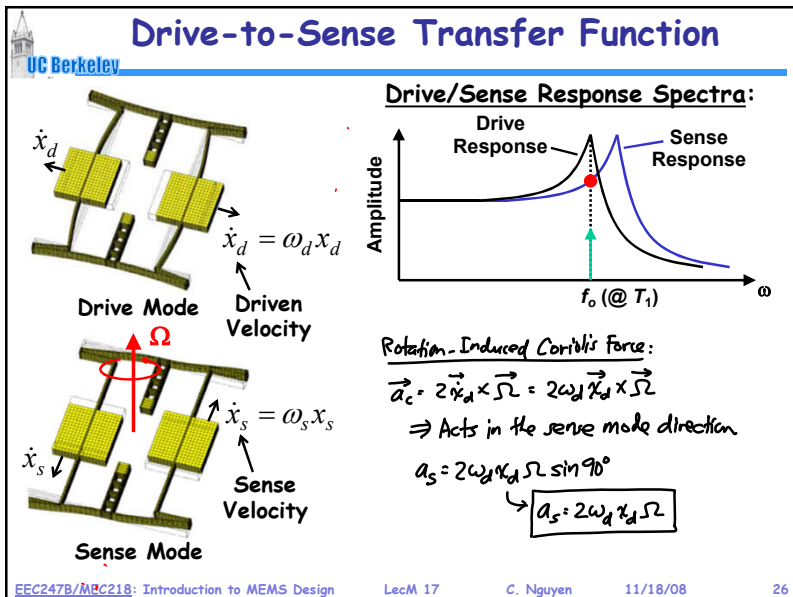 Drive-to-Sense Transfer Function
UC Berkeley
ẋ_d
ẋ_d = ω_d x_d
Drive Mode
Driven
Velocity
Ω
ẋ_s = ω_s x_s
ẋ_s
Sense
Velocity
Sense Mode
Drive/Sense Response Spectra:
Drive
Response
Sense
Response
Amplitude
ω
f_o (@ T_1)
Rotation-Induced Coriolis Force:
a⃗_c = 2ẋ⃗_d × Ω⃗ = 2ω_d x⃗_d × Ω⃗
⇒ Acts in the sense mode direction
a_s = 2ω_d x_d Ω sin 90°
a_s = 2ω_d x_d Ω
EEC247B/MEC218: Introduction to MEMS Design LecM 17 C. Nguyen 11/18/08 26